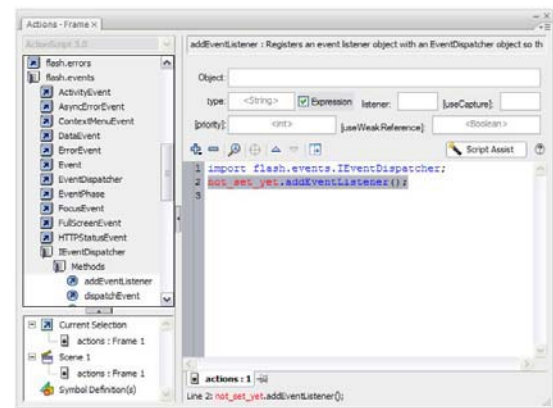 Actions - Frame ×
ActionScript 3.0
flash.errors
flash.events
ActivityEvent
AsyncErrorEvent
ContextMenuEvent
DataEvent
ErrorEvent
Event
EventDispatcher
EventPhase
FocusEvent
FullScreenEvent
HTTPStatusEvent
IEventDispatcher
Methods
addEventListener
dispatchEvent
Current Selection
actions : Frame 1
Scene 1
actions : Frame 1
Symbol Definition(s)
addEventListener : Registers an event listener object with an EventDispatcher object so th
Object:
type: <String> Expression listener: [useCapture]:
[priority]: <int> [useWeakReference]: <Boolean>
Script Assist
1 import flash.events.IEventDispatcher;
2 not_set_yet.addEventListener();
3
actions : 1
Line 2: not_set_yet.addEventListener();